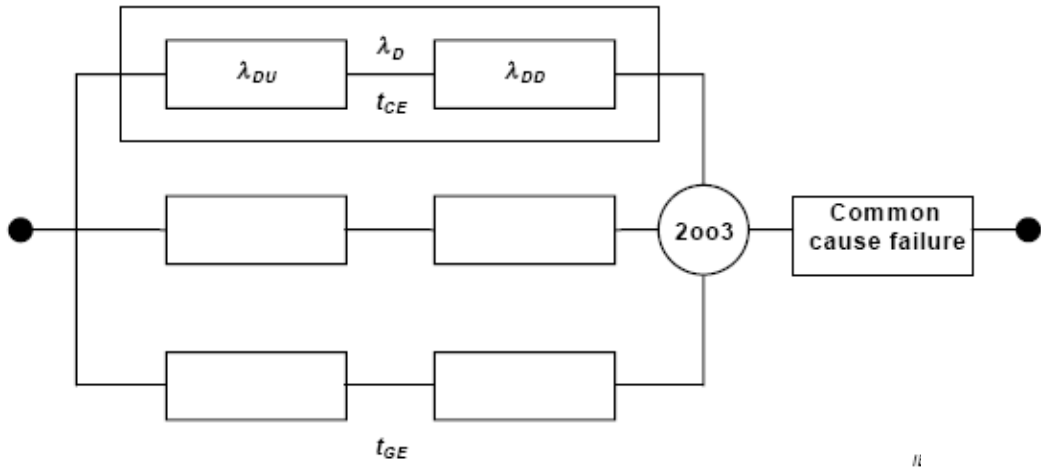 λD
λDU
λDD
tCE
2oo3
Common
cause failure
tGE